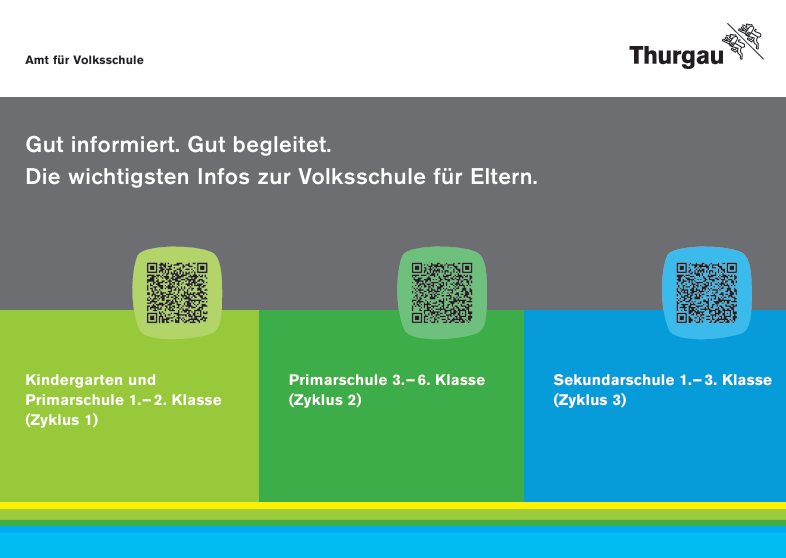 Amt für Volksschule
Thurgau
Gut informiert. Gut begleitet.
Die wichtigsten Infos zur Volksschule für Eltern.
Kindergarten und
Primarschule 1.–2. Klasse
(Zyklus 1)
Primarschule 3.–6. Klasse
(Zyklus 2)
Sekundarschule 1.–3. Klasse
(Zyklus 3)